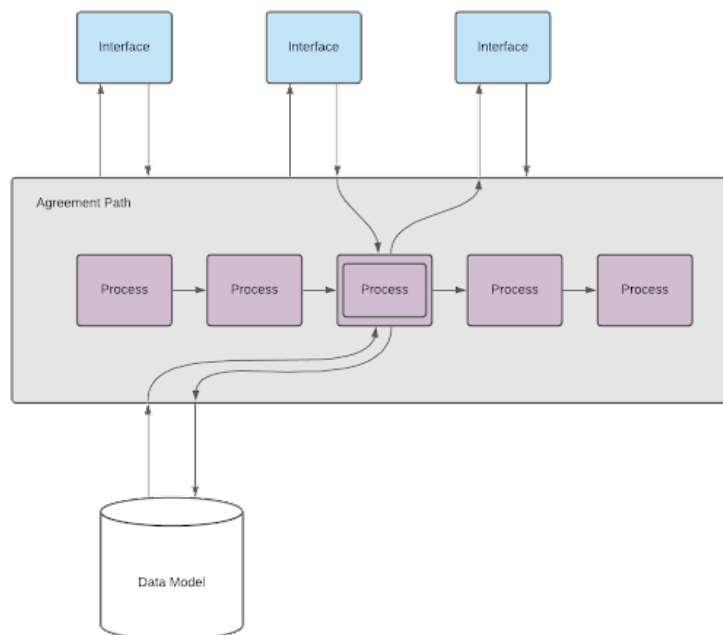 Interface
Interface
Interface
Agreement Path
Process
Process
Process
Process
Process
Data Model